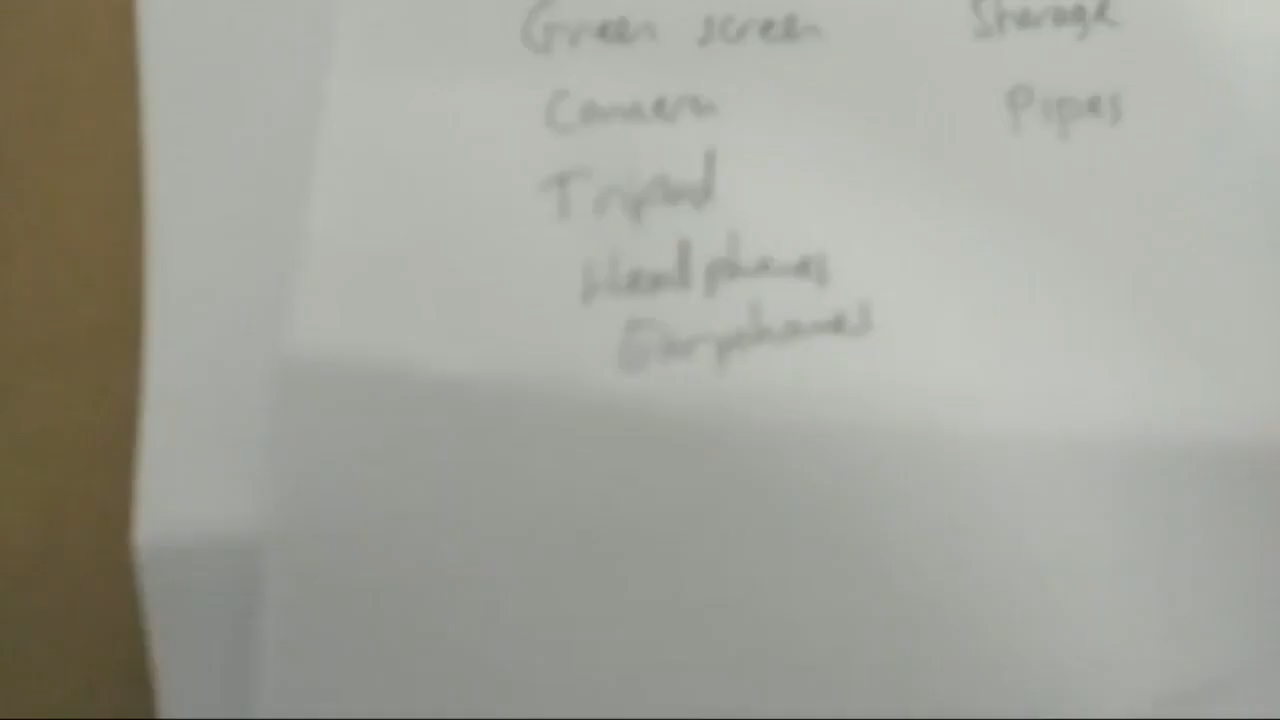 Green screen
Camera
Tripod
Headphones
Earphones
Storage
Pipes